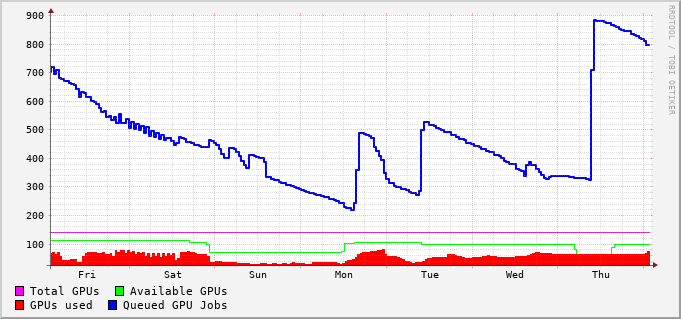 900
800
700
600
500
400
300
200
100
Fri Sat Sun Mon Tue Wed Thu
Total GPUs Available GPUs
GPUs used Queued GPU Jobs
RRDTOOL / TOBI OETIKER